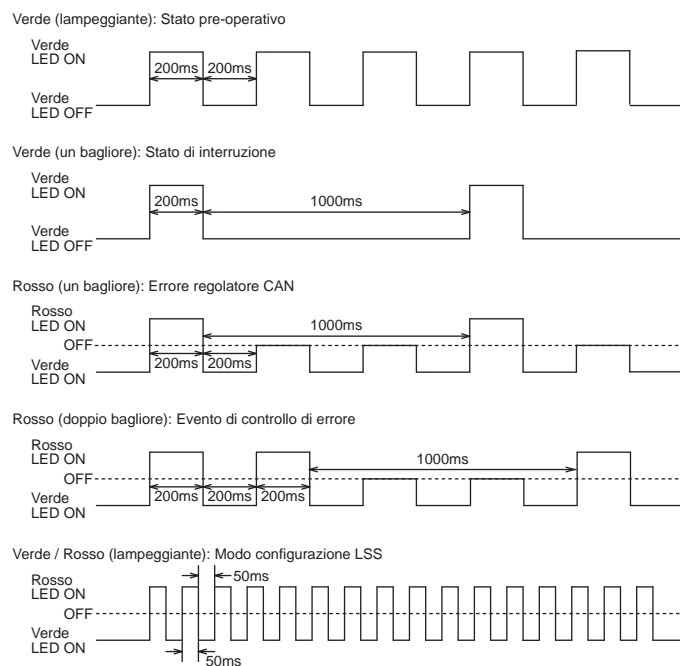 Verde (lampeggiante): Stato pre-operativo
Verde
LED ON
200ms 200ms
Verde
LED OFF
Verde (un bagliore): Stato di interruzione
Verde
LED ON
200ms 1000ms
Verde
LED OFF
Rosso (un bagliore): Errore regolatore CAN
Rosso
LED ON
1000ms
OFF
200ms 200ms
Verde
LED ON
Rosso (doppio bagliore): Evento di controllo di errore
Rosso
LED ON
1000ms
OFF
200ms 200ms 200ms
Verde
LED ON
Verde / Rosso (lampeggiante): Modo configurazione LSS
Rosso
LED ON
50ms
OFF
Verde
LED ON
50ms